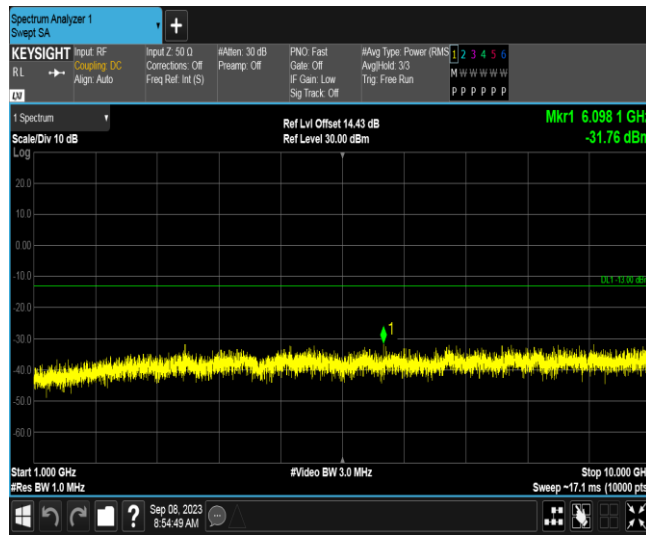 Spectrum Analyzer 1
Swept SA
+
KEYSIGHT
RL
LXI
Input: RF
Coupling: DC
Align: Auto
Input Z: 50 Ω
Corrections: Off
Freq Ref: Int (S)
#Atten: 30 dB
Preamp: Off
PNO: Fast
Gate: Off
IF Gain: Low
Sig Track: Off
#Avg Type: Power (RMS
Avg|Hold: 3/3
Trig: Free Run
1 2 3 4 5 6
M W W W W W
P P P P P P
1 Spectrum
Scale/Div 10 dB
Log
Ref Lvl Offset 14.43 dB
Ref Level 30.00 dBm
Mkr1 6.098 1 GHz
-31.76 dBm
20.0
10.0
0.00
-10.0
DL1 -13.00 dBm
-20.0
-30.0
1
-40.0
-50.0
-60.0
Start 1.000 GHz
#Res BW 1.0 MHz
#Video BW 3.0 MHz
Stop 10.000 GH
Sweep ~17.1 ms (10000 pts
?
Sep 08, 2023
8:54:49 AM